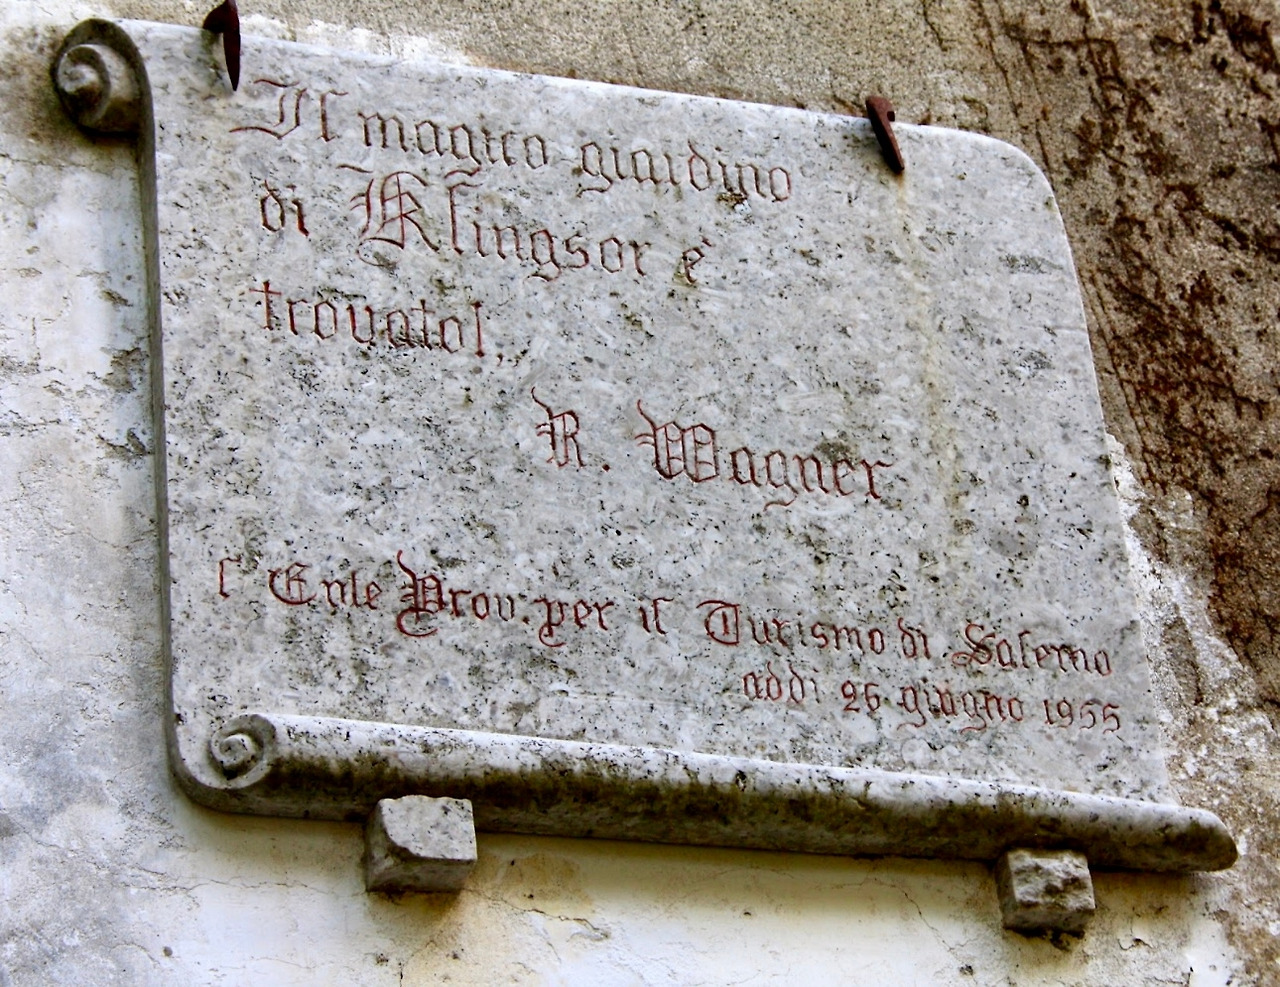 Il magico giardino
di Klingsor è
trovato!,,
R. Wagner
l'Ente Prov. per il Turismo di Salerno
addì 26 giugno 1955